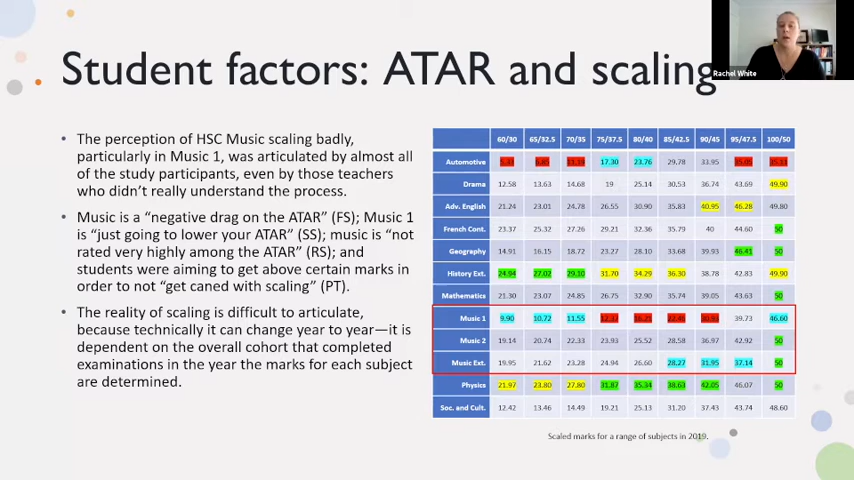 Student factors: ATAR and scaling
Rachel White
• The perception of HSC Music scaling badly,
particularly in Music 1, was articulated by almost all
of the study participants, even by those teachers
who didn't really understand the process.
• Music is a “negative drag on the ATAR” (FS); Music 1
is “just going to lower your ATAR” (SS); music is “not
rated very highly among the ATAR” (RS); and
students were aiming to get above certain marks in
order to not “get caned with scaling” (PT).
• The reality of scaling is difficult to articulate,
because technically it can change year to year—it is
dependent on the overall cohort that completed
examinations in the year the marks for each subject
are determined.
60/30 65/32.5 70/35 75/37.5 80/40 85/42.5 90/45 95/47.5 100/50
Automotive 17.30 23.76 29.78 33.95
Drama 12.58 13.63 14.68 19 25.14 30.53 36.74 43.69 49.90
Adv. English 21.24 23.01 24.78 26.55 30.90 35.83 40.95 46.28 49.80
French Cont. 23.37 25.32 27.26 29.21 32.36 35.79 40 44.60 50
Geography 14.91 16.15 18.72 23.27 28.10 33.68 39.93 46.41 50
History Ext. 24.94 27.02 29.10 31.70 34.29 36.30 38.78 42.83 49.90
Mathematics 21.30 23.07 24.85 26.75 32.90 35.74 39.05 43.63 50
Music 1 9.90 10.72 11.55 39.73 46.60
Music 2 19.14 20.74 22.33 23.93 25.52 28.58 36.97 42.92 50
Music Ext. 19.95 21.62 23.28 24.94 26.60 28.27 31.95 37.14 50
Physics 21.97 23.80 27.80 31.87 35.34 38.63 42.05 46.07 50
Soc. and Cult. 12.42 13.46 14.49 19.21 25.13 31.20 37.43 43.74 48.60
Scaled marks for a range of subjects in 2019.